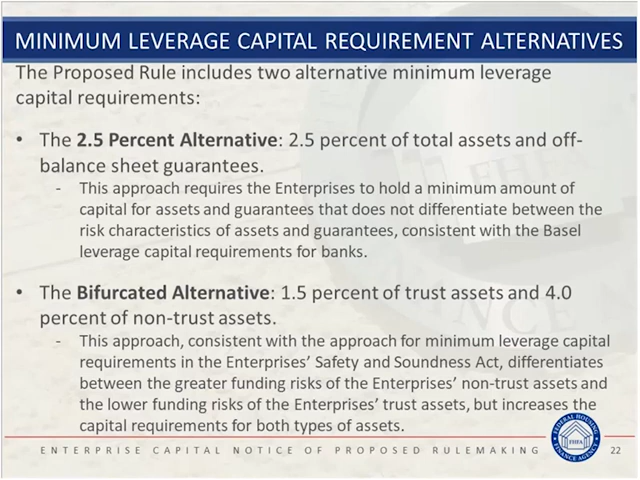 MINIMUM LEVERAGE CAPITAL REQUIREMENT ALTERNATIVES
The Proposed Rule includes two alternative minimum leverage
capital requirements:
• The 2.5 Percent Alternative: 2.5 percent of total assets and off-
balance sheet guarantees.
- This approach requires the Enterprises to hold a minimum amount of
capital for assets and guarantees that does not differentiate between the
risk characteristics of assets and guarantees, consistent with the Basel
leverage capital requirements for banks.
• The Bifurcated Alternative: 1.5 percent of trust assets and 4.0
percent of non-trust assets.
- This approach, consistent with the approach for minimum leverage capital
requirements in the Enterprises’ Safety and Soundness Act, differentiates
between the greater funding risks of the Enterprises’ non-trust assets and
the lower funding risks of the Enterprises’ trust assets, but increases the
capital requirements for both types of assets.
ENTERPRISE CAPITAL NOTICE OF PROPOSED RULEMAKING
FEDERAL HOUSING
FHFA
FINANCE AGENCY
22